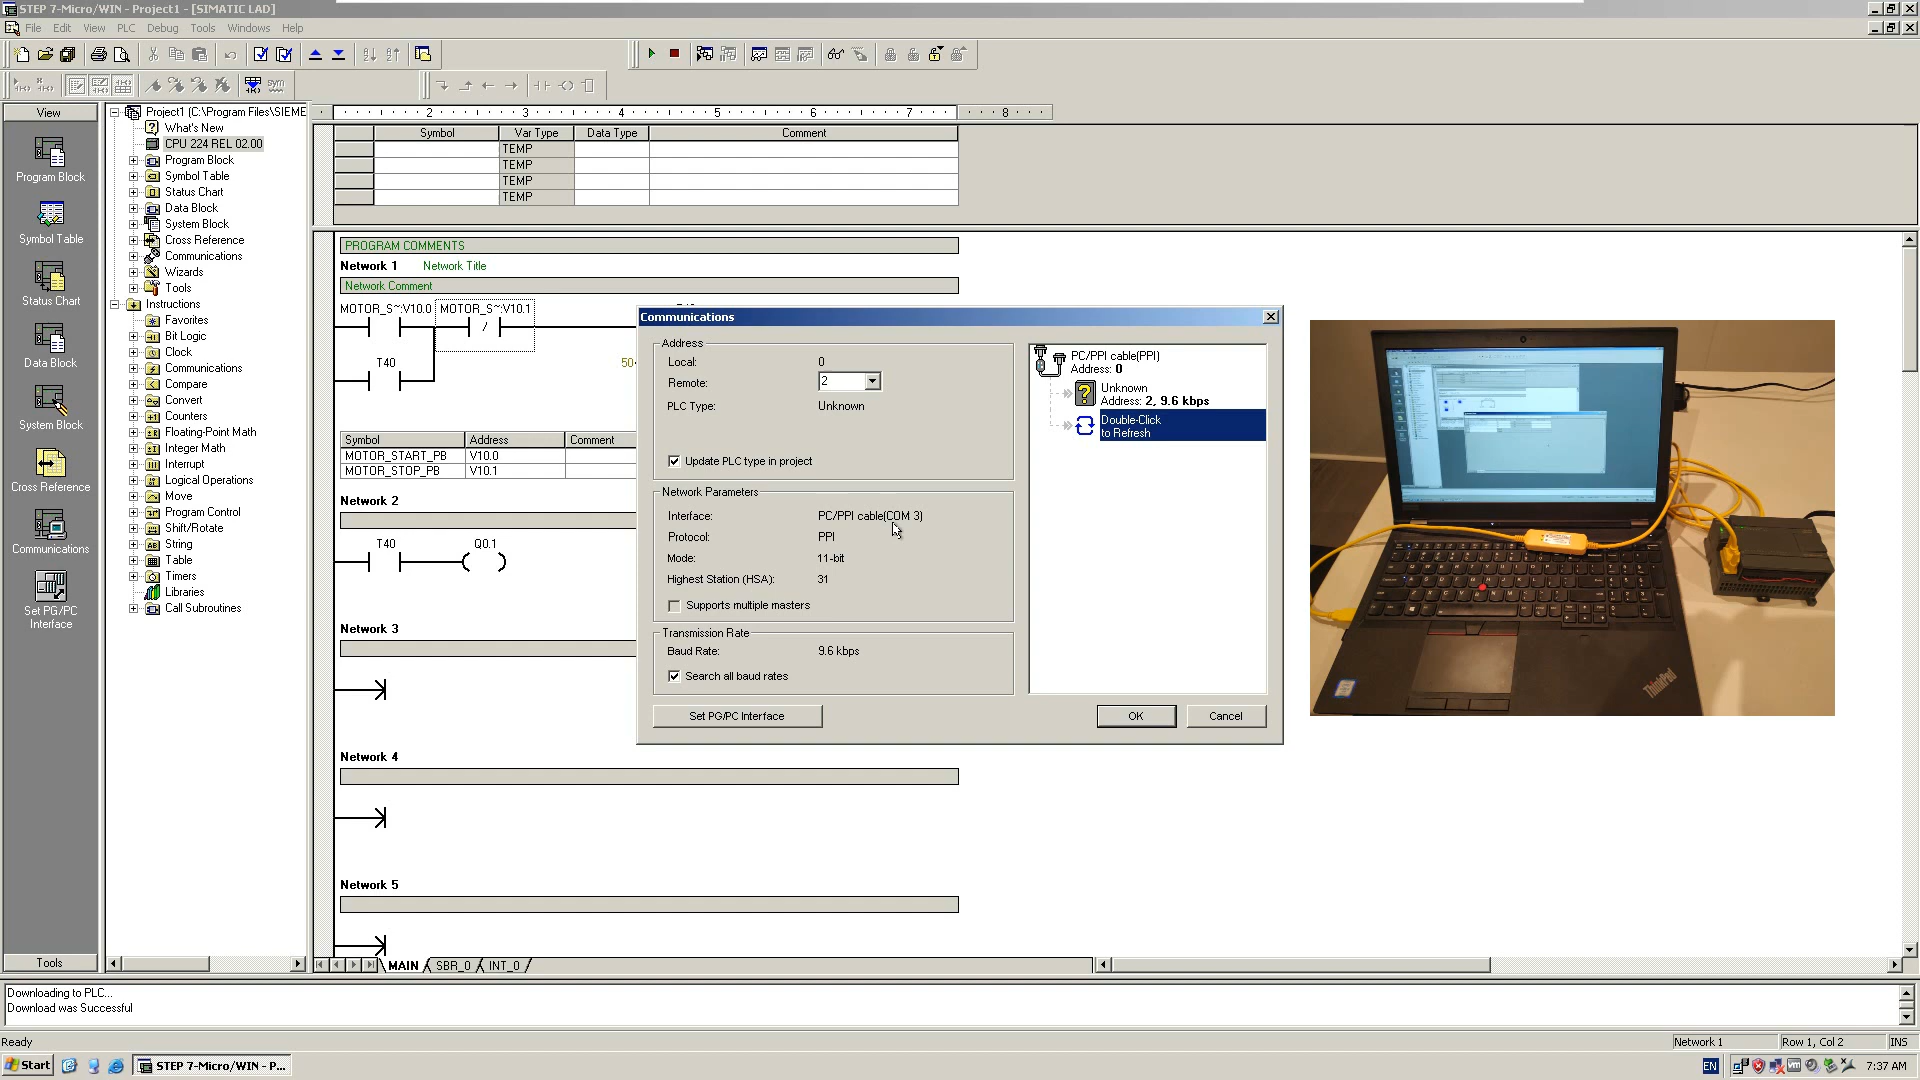 STEP 7-Micro/WIN - Project1 - [SIMATIC LAD]
File Edit View PLC Debug Tools Windows Help
sym
View
Program Block
Symbol Table
Status Chart
Data Block
System Block
Cross Reference
Communications
Set PG/PC
Interface
Tools
Project1 (C:\Program Files\SIEME
What's New
CPU 224 REL 02.00
Program Block
Symbol Table
Status Chart
Data Block
System Block
Cross Reference
Communications
Wizards
Tools
Instructions
Favorites
Bit Logic
Clock
Communications
Compare
Convert
Counters
Floating-Point Math
Integer Math
Interrupt
Logical Operations
Move
Program Control
Shift/Rotate
String
Table
Timers
Libraries
Call Subroutines
2 3 4 5 6 7 8
Symbol Var Type Data Type Comment
TEMP
TEMP
TEMP
TEMP
PROGRAM COMMENTS
Network 1 Network Title
Network Comment
MOTOR_S~:V10.0 MOTOR_S~:V10.1
T40
50
Symbol Address Comment
MOTOR_START_PB V10.0
MOTOR_STOP_PB V10.1
Network 2
T40 Q0.1
Network 3
Network 4
Network 5
MAIN SBR_0 INT_0
Communications
Address
Local: 0
Remote: 2
PLC Type: Unknown
Update PLC type in project
Network Parameters
Interface: PC/PPI cable(COM 3)
Protocol: PPI
Mode: 11-bit
Highest Station (HSA): 31
Supports multiple masters
Transmission Rate
Baud Rate: 9.6 kbps
Search all baud rates
Set PG/PC Interface
PC/PPI cable(PPI)
Address: 0
Unknown
Address: 2, 9.6 kbps
Double-Click
to Refresh
OK Cancel
ThinkPad
Downloading to PLC...
Download was Successful
Ready
Network 1 Row 1, Col 2 INS
Start
STEP 7-Micro/WIN - P...
EN
7:37 AM